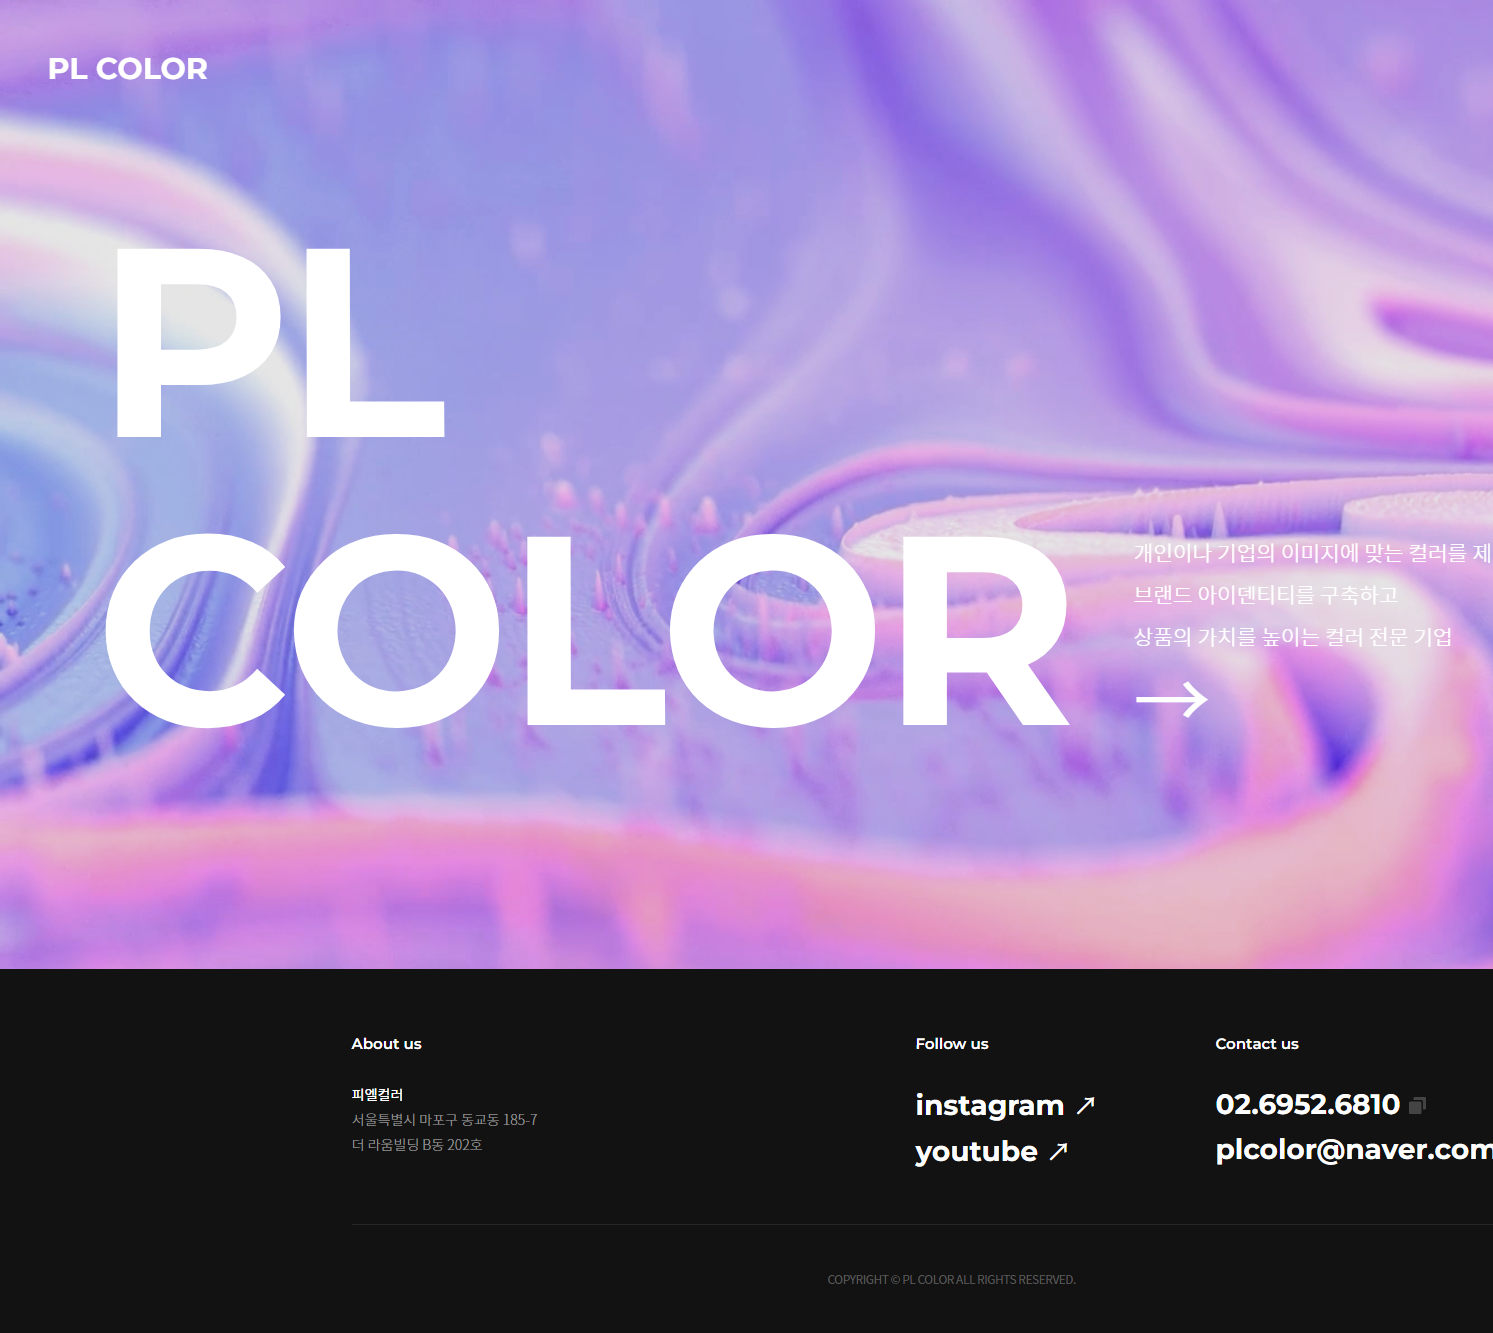 PL COLOR
PL
COLOR
개인이나 기업의 이미지에 맞는 컬러를 제
브랜드 아이덴티티를 구축하고
상품의 가치를 높이는 컬러 전문 기업
About us
피엘컬러
서울특별시 마포구 동교동 185-7
더 라움빌딩 B동 202호
Follow us
instagram
youtube
Contact us
02.6952.6810
plcolor@naver.com
COPYRIGHT © PL COLOR ALL RIGHTS RESERVED.